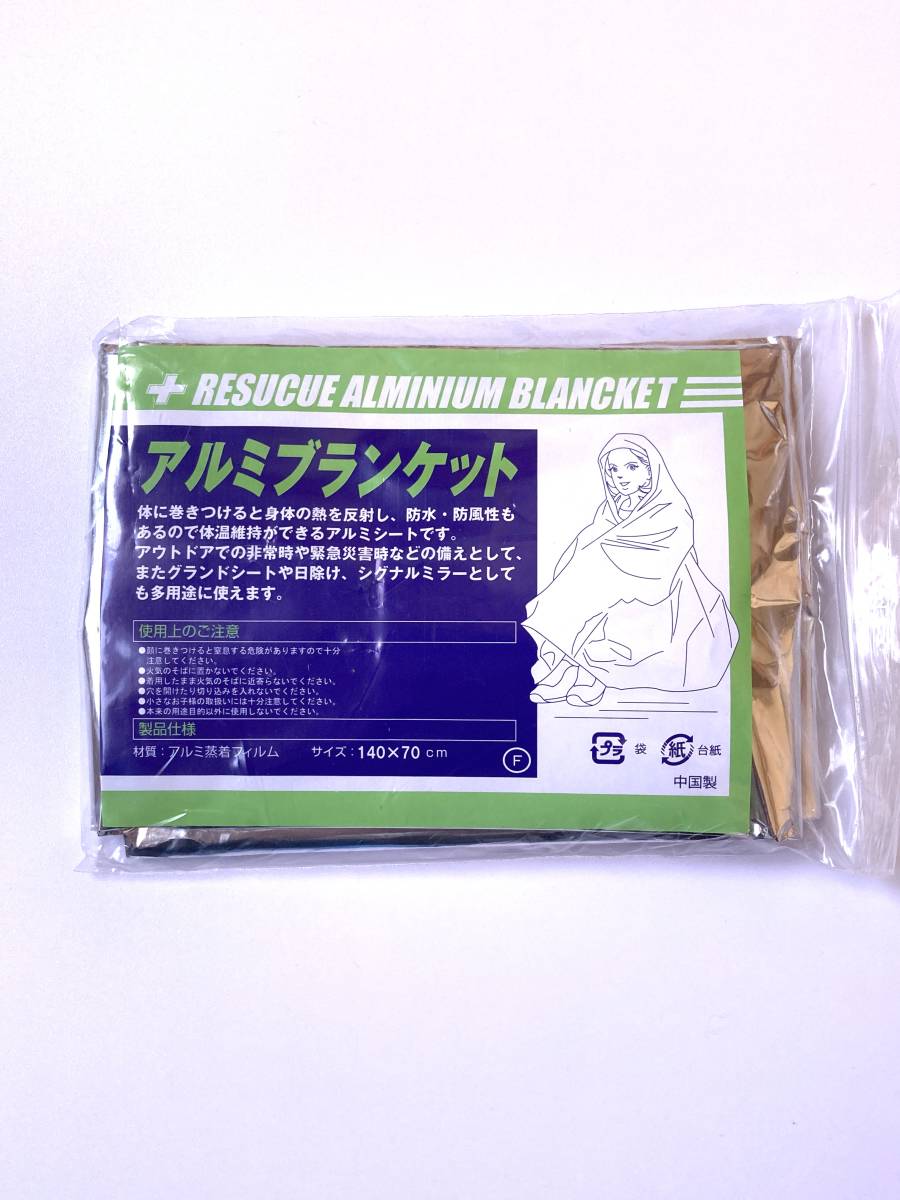 RESUCUE ALMINIUM BLANCKET
アルミブランケット
体に巻きつけると身体の熱を反射し、防水・防風性も
あるので体温維持ができるアルミシートです。
アウトドアでの非常時や緊急災害時などの備えとして、
またグランドシートや日除け、シグナルミラーとして
も多用途に使えます。
使用上のご注意
●顔に巻きつけると窒息する危険がありますので十分
注意してください。
●火気のそばに置かないでください。
●着用したまま火気のそばに近寄らないでください。
●穴を開けたり切り込みを入れないでください。
●小さなお子様の取扱いには十分注意してください。
●本来の用途目的以外に使用しないでください。
製品仕様
材質：アルミ蒸着フィルム サイズ：140×70 cm
F
プラ 袋 紙 台紙
中国製